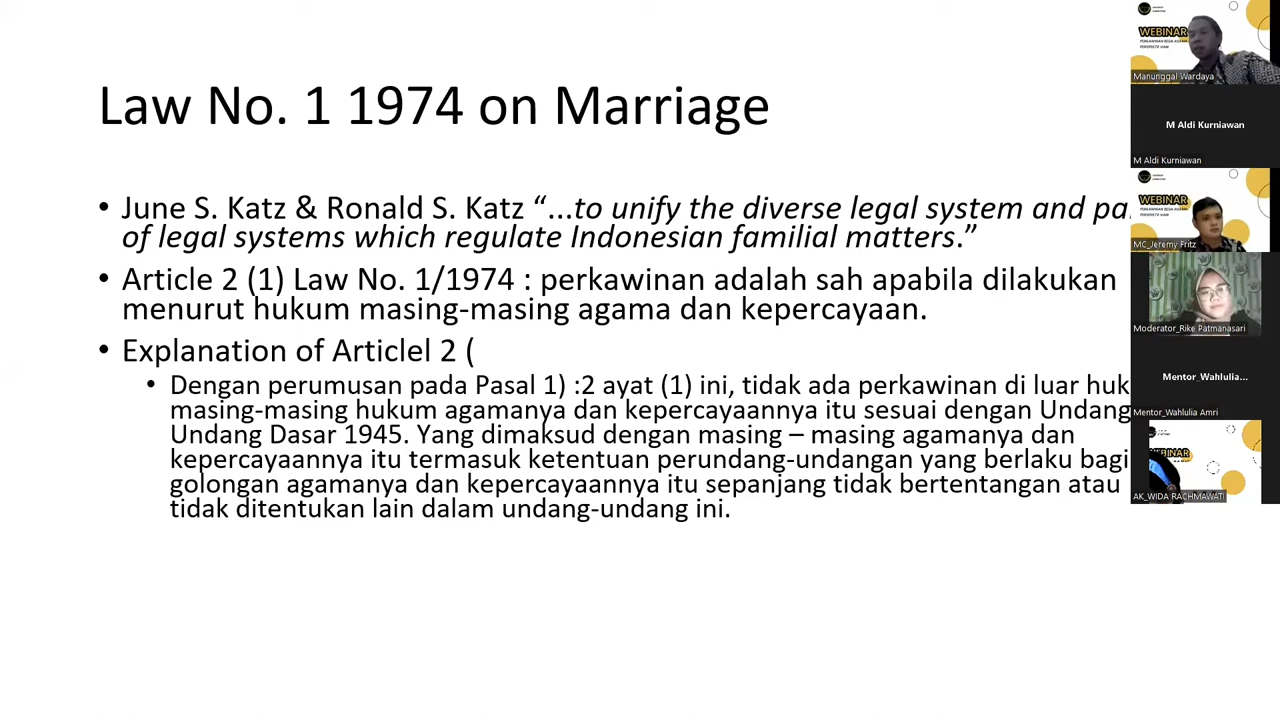 Law No. 1 1974 on Marriage
• June S. Katz & Ronald S. Katz “...to unify the diverse legal system and
of legal systems which regulate Indonesian familial matters.”
• Article 2 (1) Law No. 1/1974 : perkawinan adalah sah apabila dilakukan
menurut hukum masing-masing agama dan kepercayaan.
• Explanation of Articlel 2 (
• Dengan perumusan pada Pasal 1) :2 ayat (1) ini, tidak ada perkawinan di luar
masing-masing hukum agamanya dan kepercayaannya itu sesuai dengan Undang
Undang Dasar 1945. Yang dimaksud dengan masing – masing agamanya dan
kepercayaannya itu termasuk ketentuan perundang-undangan yang berlaku bagi
golongan agamanya dan kepercayaannya itu sepanjang tidak bertentangan atau
tidak ditentukan lain dalam undang-undang ini.
WEBINAR
Manunggal Wardaya
M Aldi Kurniawan
M Aldi Kurniawan
WEBINAR
MC_Jeremy Fritz
Moderator_Rike Patmanasari
Mentor_Wahlulia...
Mentor_Wahlulia Amri
AK_WIDA RACHMAWATI